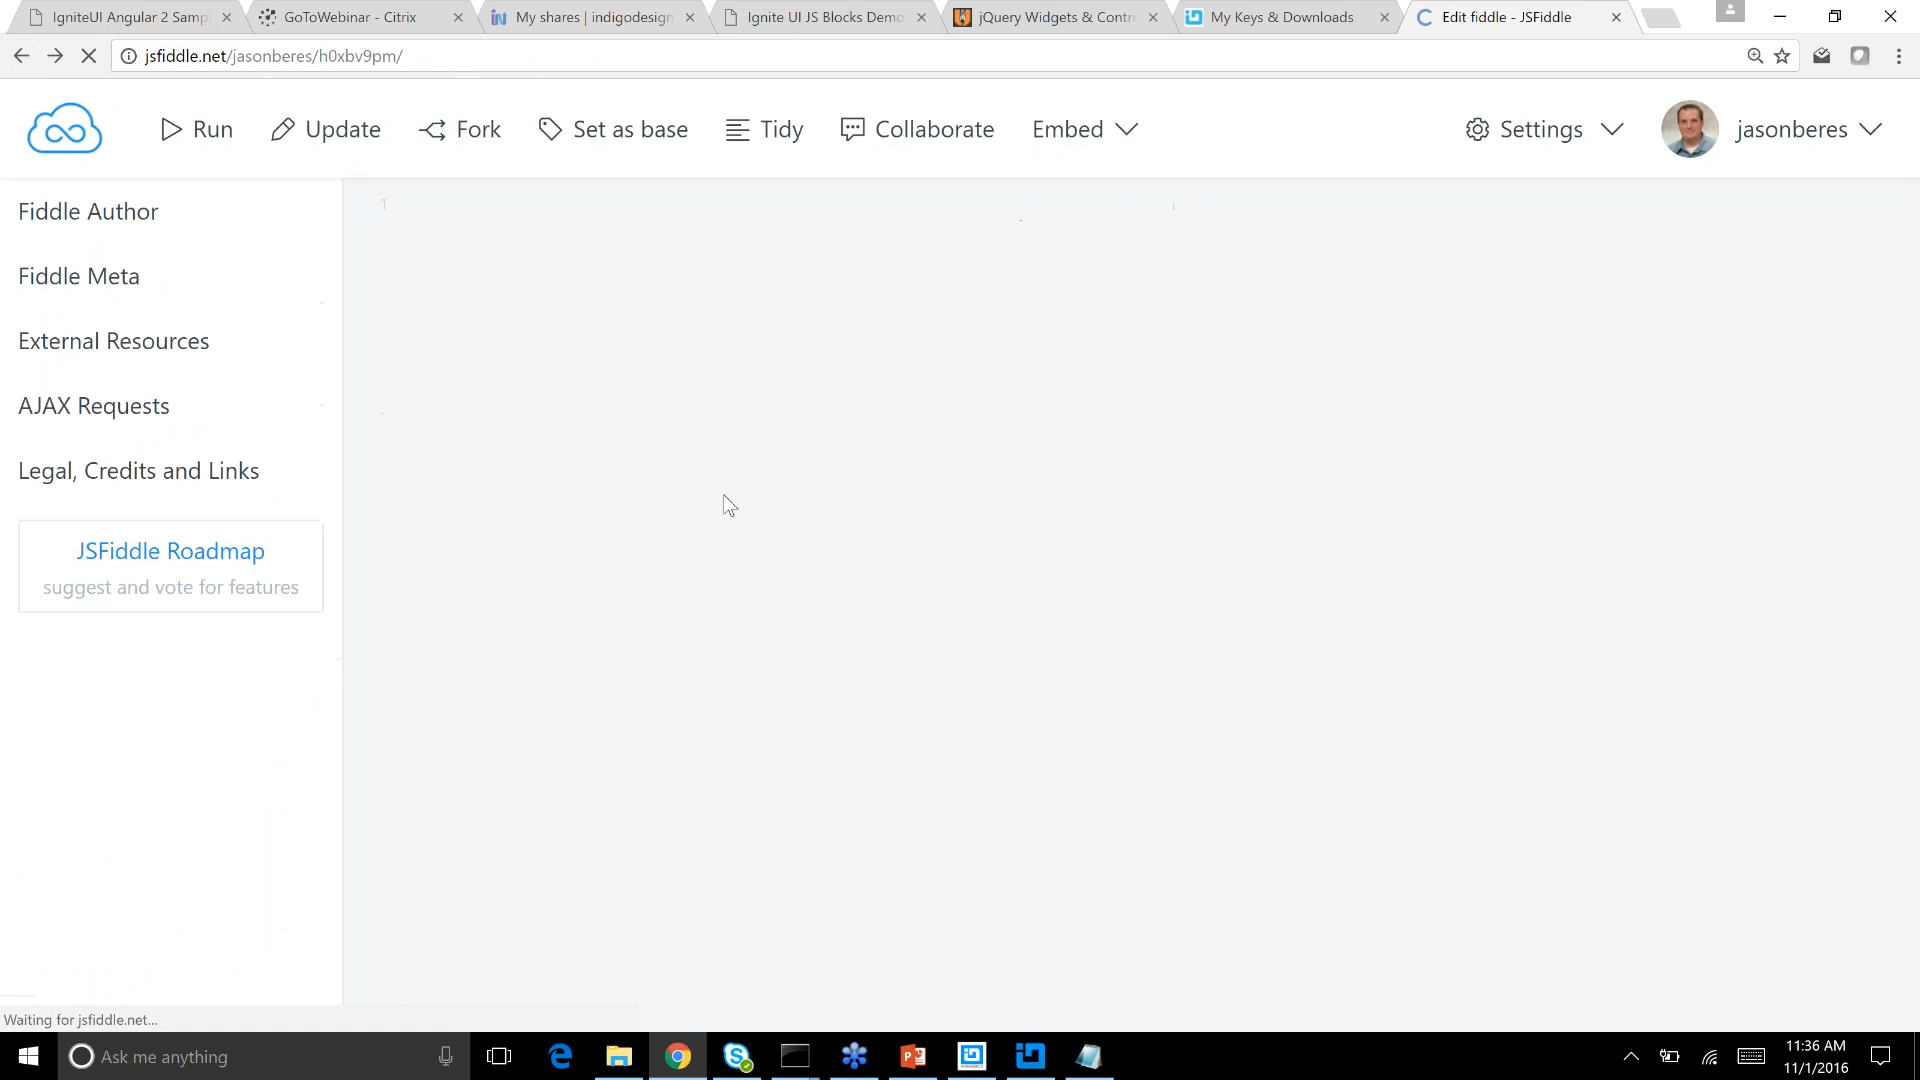 IgniteUI Angular 2 Samp
GoToWebinar - Citrix
My shares | indigodesign
Ignite UI JS Blocks Demo
jQuery Widgets & Contr
My Keys & Downloads
Edit fiddle - JSFiddle
jsfiddle.net/jasonberes/h0xbv9pm/
Run
Update
Fork
Set as base
Tidy
Collaborate
Embed
Settings
jasonberes
Fiddle Author
Fiddle Meta
External Resources
AJAX Requests
Legal, Credits and Links
JSFiddle Roadmap
suggest and vote for features
1
Waiting for jsfiddle.net...
Ask me anything
11:36 AM
11/1/2016